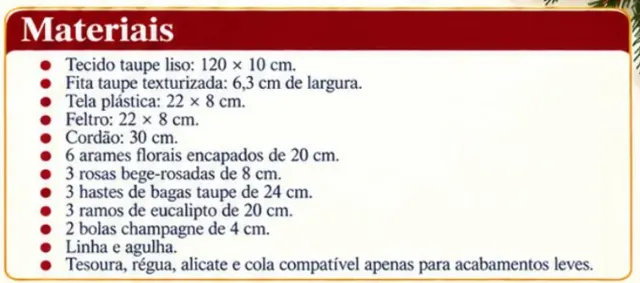 Materiais
Tecido taupe liso: 120 × 10 cm.
Fita taupe texturizada: 6,3 cm de largura.
Tela plástica: 22 × 8 cm.
Feltro: 22 × 8 cm.
Cordão: 30 cm.
6 arames florais encapados de 20 cm.
3 rosas bege-rosadas de 8 cm.
3 hastes de bagas taupe de 24 cm.
3 ramos de eucalipto de 20 cm.
2 bolas champagne de 4 cm.
Linha e agulha.
Tesoura, régua, alicate e cola compatível apenas para acabamentos leves.